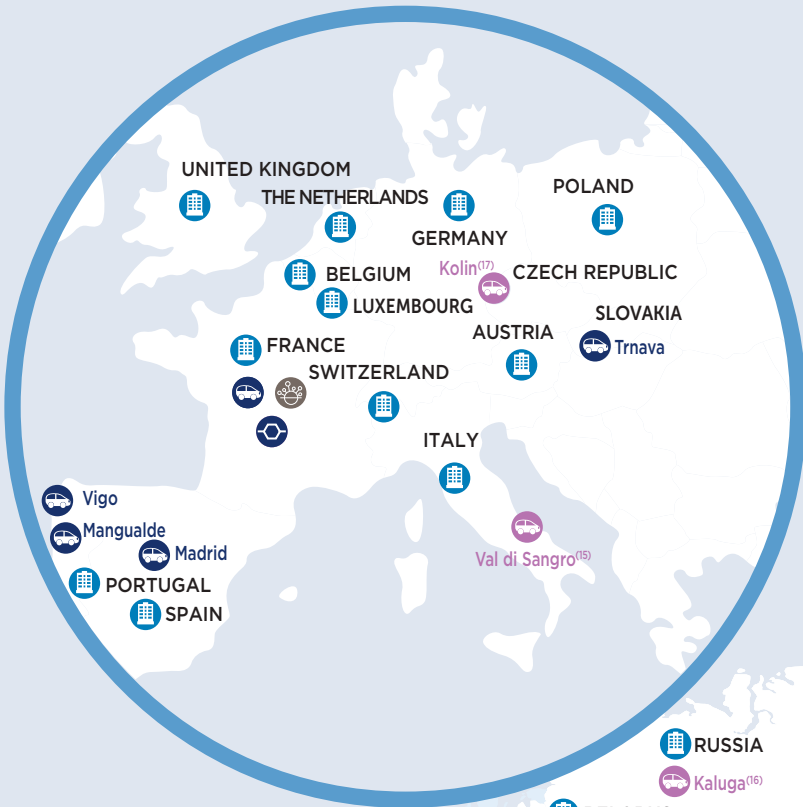 UNITED KINGDOM
THE NETHERLANDS
POLAND
GERMANY
BELGIUM
Kolin(17) CZECH REPUBLIC
LUXEMBOURG
SLOVAKIA
AUSTRIA
Trnava
FRANCE
SWITZERLAND
ITALY
Vigo
Mangualde
Madrid
Val di Sangro(15)
PORTUGAL
SPAIN
RUSSIA
Kaluga(16)